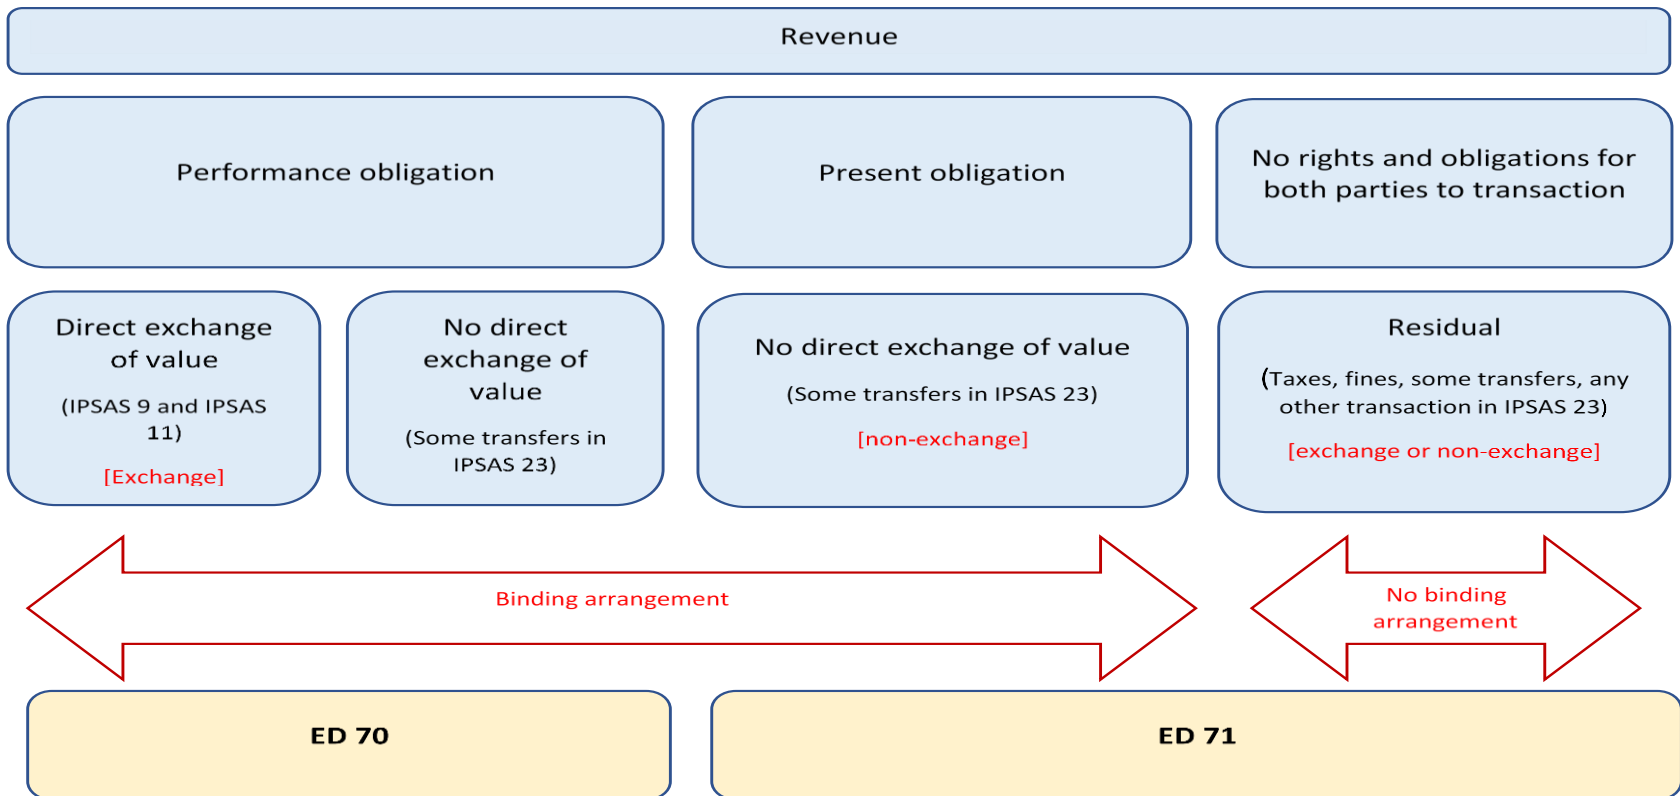 Revenue
Performance obligation
Present obligation
No rights and obligations for
both parties to transaction
Direct exchange
of value
(IPSAS 9 and IPSAS
11)
[Exchange]
No direct
exchange of
value
(Some transfers in
IPSAS 23)
No direct exchange of value
(Some transfers in IPSAS 23)
[non-exchange]
Residual
(Taxes, fines, some transfers, any
other transaction in IPSAS 23)
[exchange or non-exchange]
Binding arrangement
No binding
arrangement
ED 70
ED 71